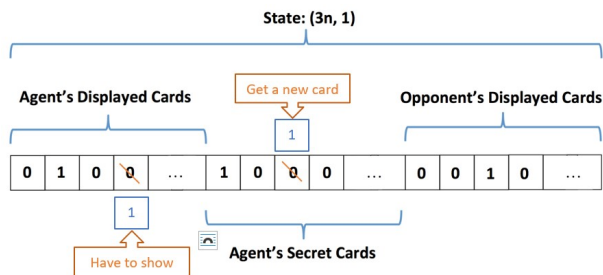 State: (3n, 1)
Agent's Displayed Cards
Get a new card
Opponent's Displayed Cards
1
0 1 0 0 ... 1 0 0 0 ... 0 0 1 0 ...
1
Agent's Secret Cards
Have to show